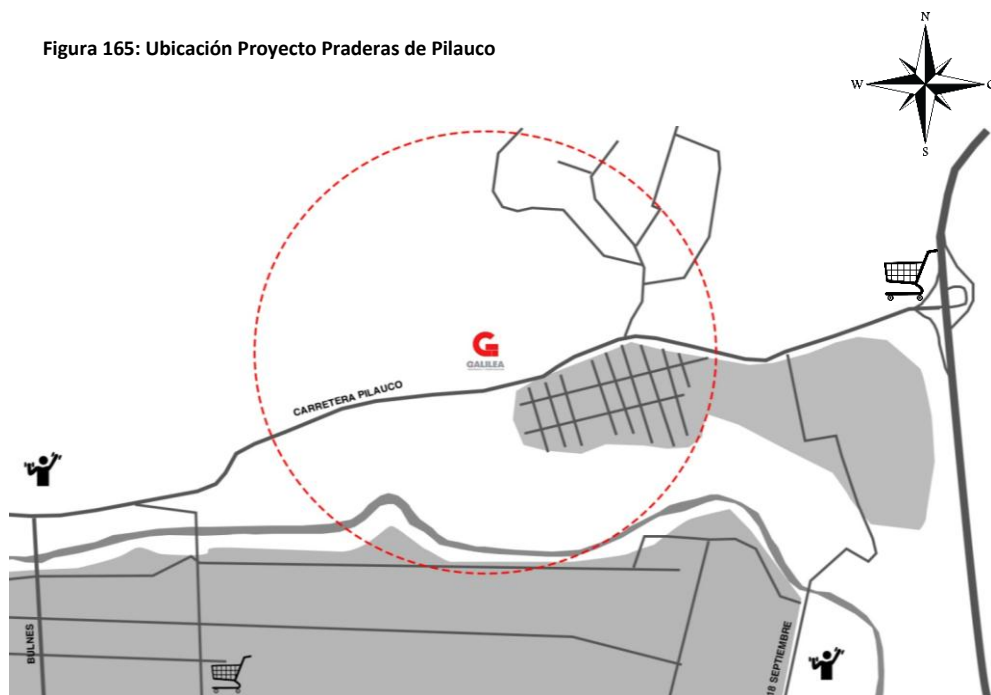 Figura 165: Ubicación Proyecto Praderas de Pilauco
N
W
S
GALILEA
CARRETERA PILAUCO
BULNES
18 SEPTIEMBRE